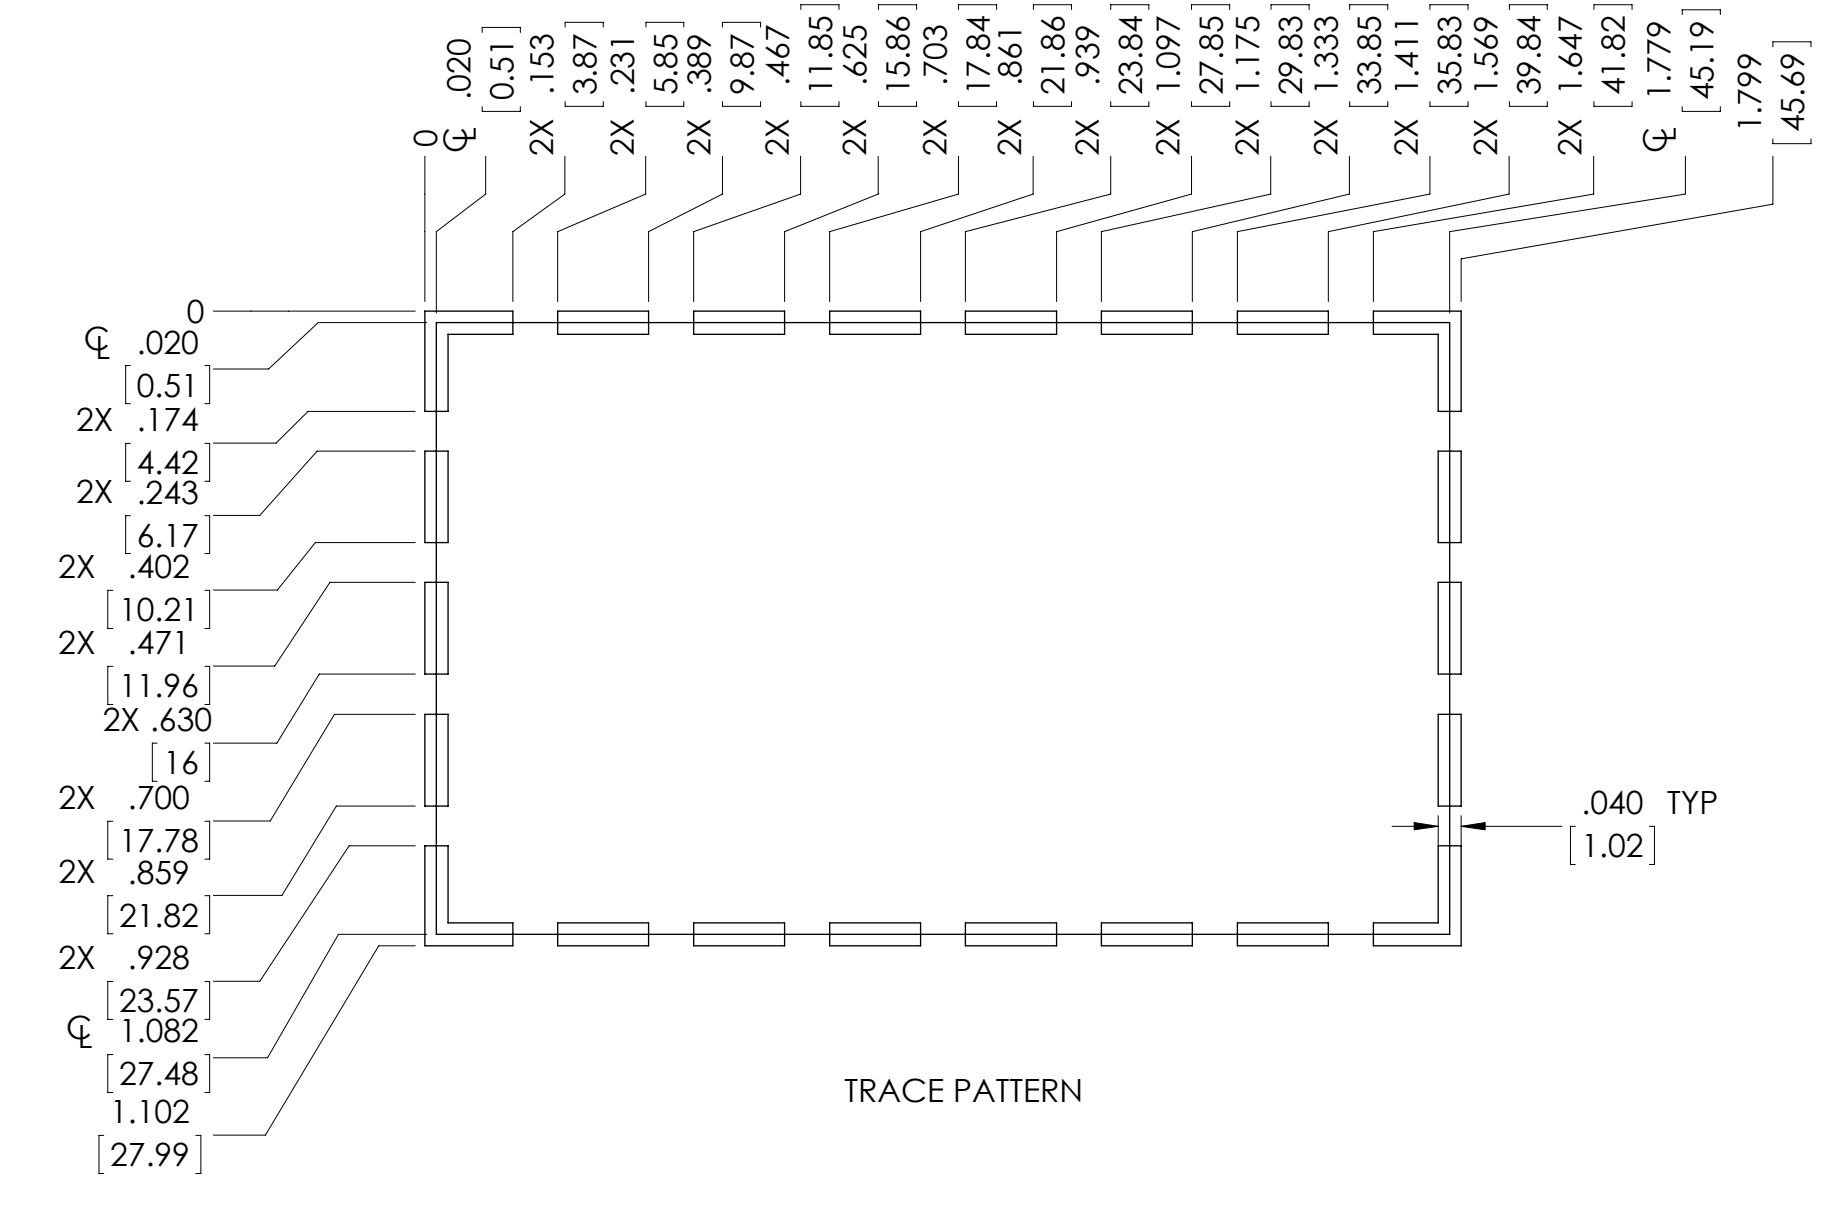 0
℄
.020
[0.51]
2X .153
[3.87]
2X .231
[5.85]
2X .389
[9.87]
2X .467
[11.85]
2X .625
[15.86]
2X .703
[17.84]
2X .861
[21.86]
2X .939
[23.84]
2X 1.097
[27.85]
2X 1.175
[29.83]
2X 1.333
[33.85]
2X 1.411
[35.83]
2X 1.569
[39.84]
2X 1.647
[41.82]
℄ 1.779
[45.19]
1.799
[45.69]
0
℄ .020
[0.51]
2X .174
[4.42]
2X .243
[6.17]
2X .402
[10.21]
2X .471
[11.96]
2X .630
[16]
2X .700
[17.78]
2X .859
[21.82]
2X .928
[23.57]
℄ 1.082
[27.48]
1.102
[27.99]
.040 TYP
[1.02]
TRACE PATTERN